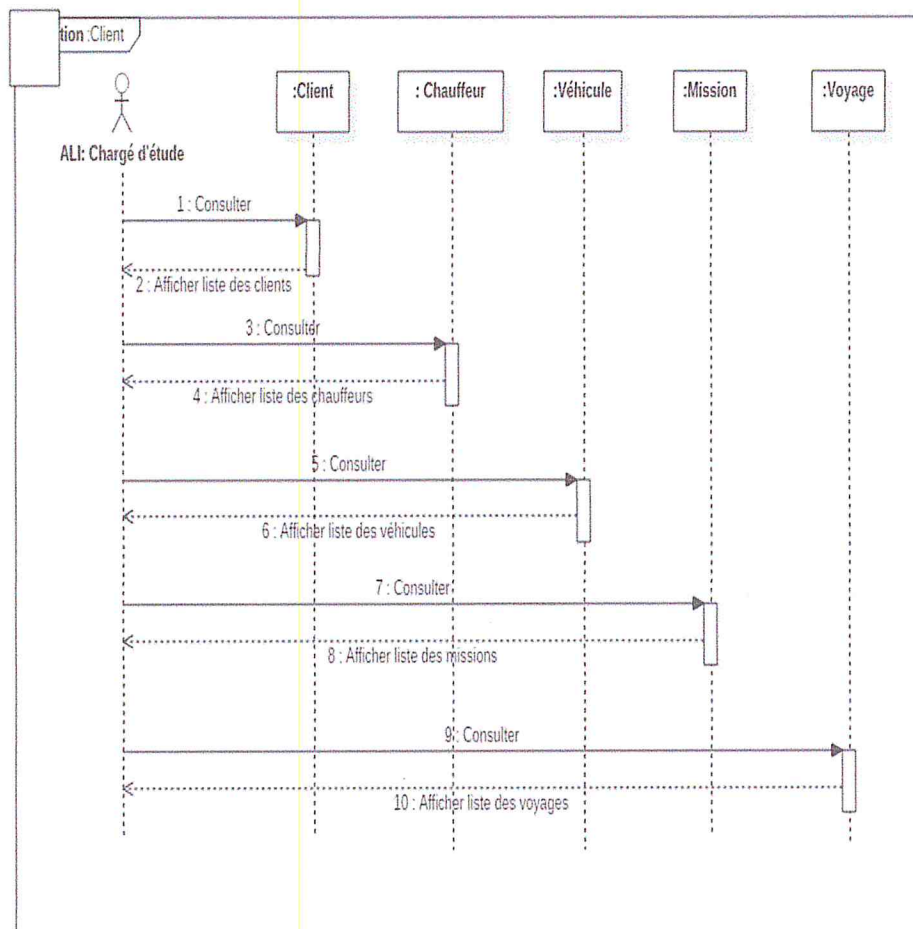 :Client
:Client
: Chauffeur
:Véhicule
:Mission
:Voyage
ALI: Chargé d'étude
1 : Consulter
2 : Afficher liste des clients
3 : Consulter
4 : Afficher liste des chauffeurs
5 : Consulter
6 : Afficher liste des véhicules
7 : Consulter
8 : Afficher liste des missions
9 : Consulter
10 : Afficher liste des voyages